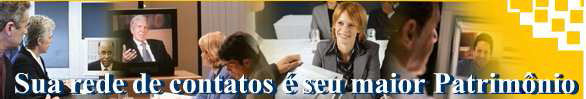 Sua rede de contatos é seu maior Patrimônio